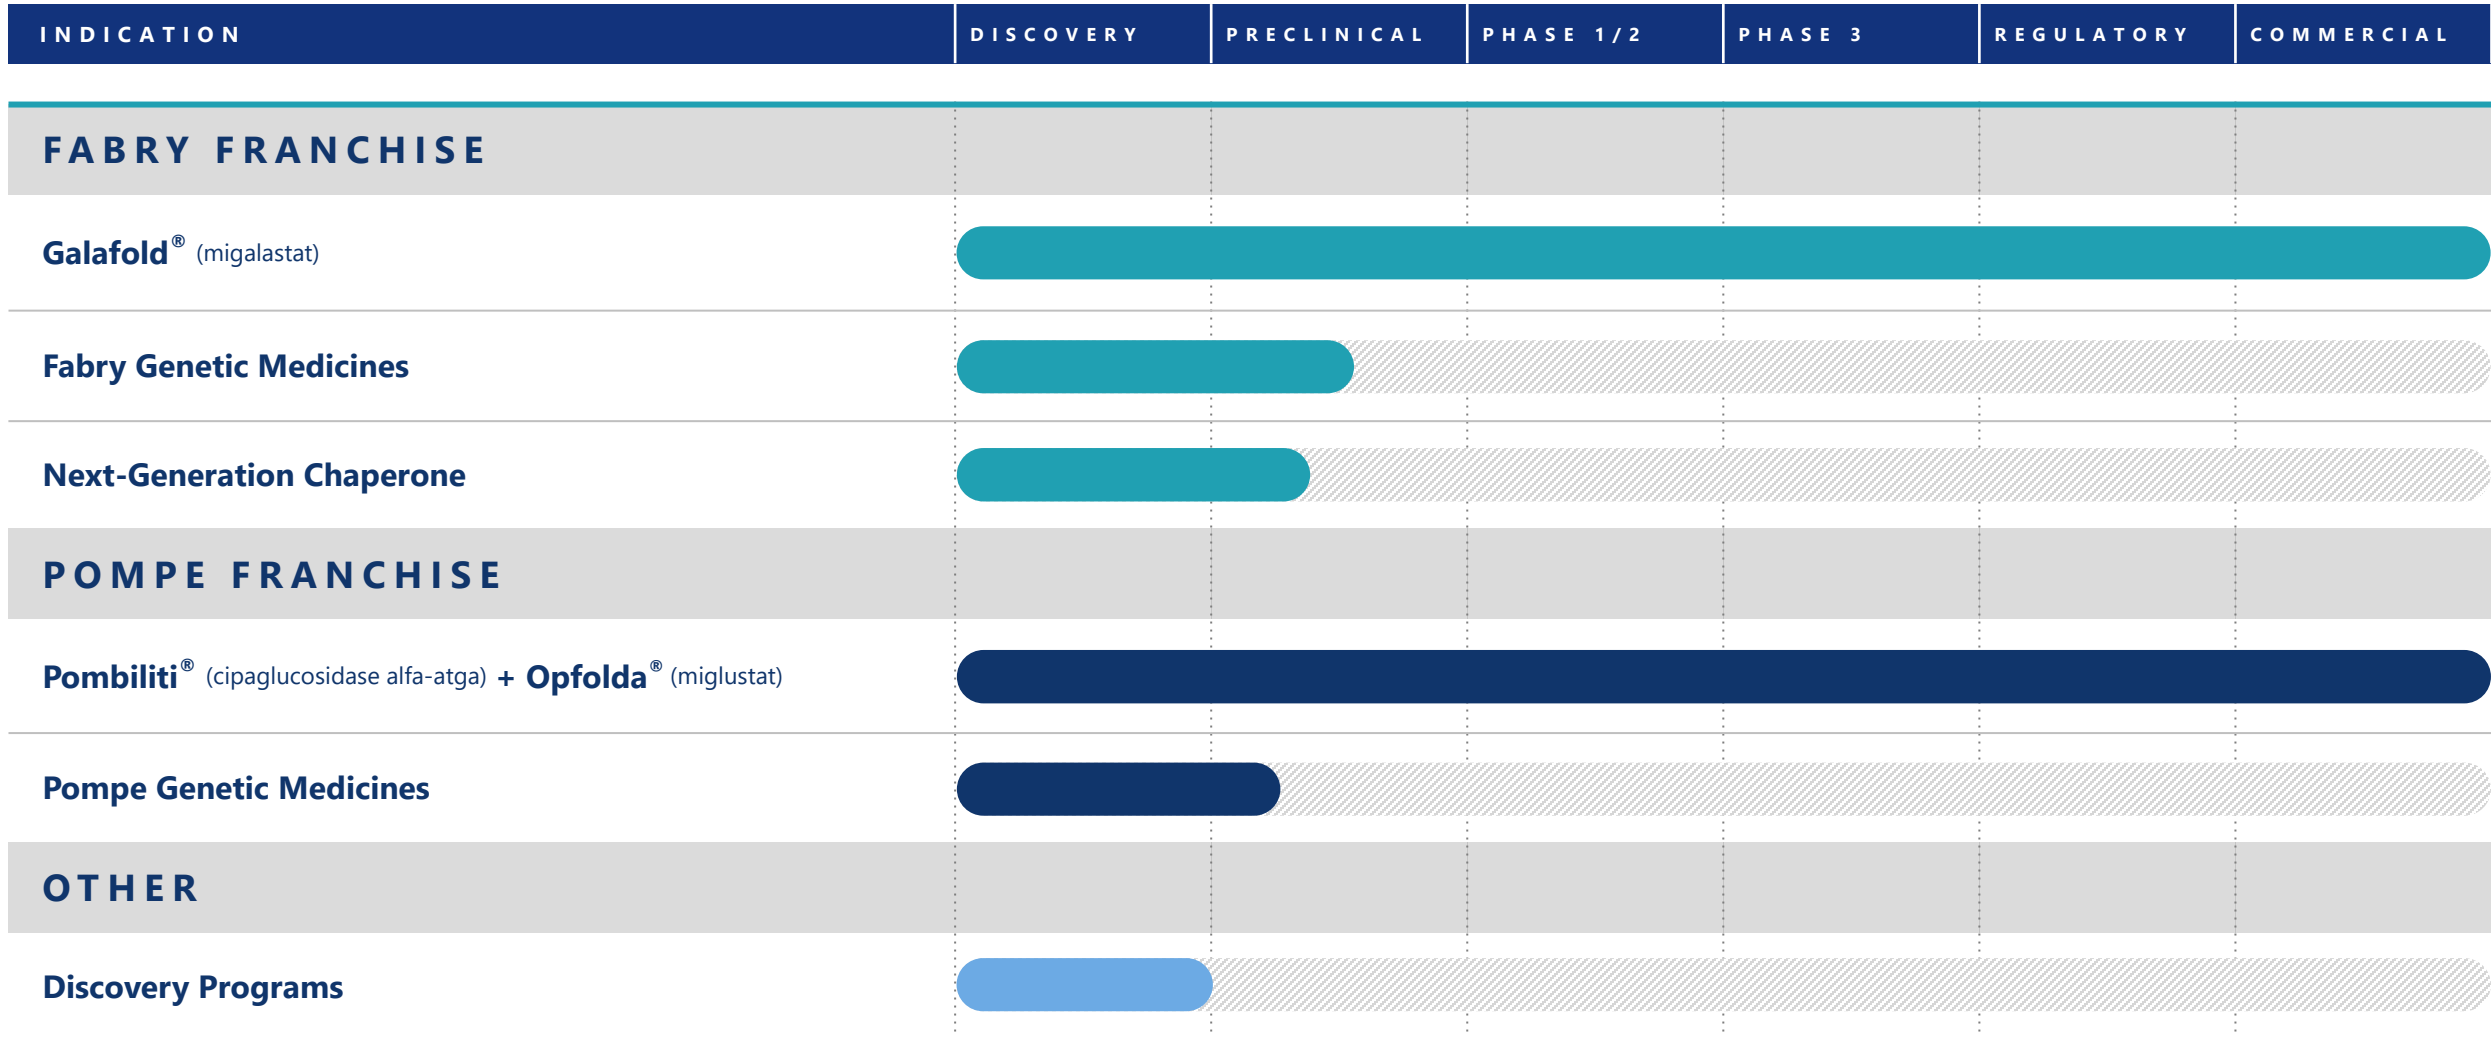 INDICATION DISCOVERY PRECLINICAL PHASE 1/2 PHASE 3 REGULATORY COMMERCIAL
FABRY FRANCHISE
Galafold® (migalastat)
Fabry Genetic Medicines
Next-Generation Chaperone
POMPE FRANCHISE
Pombiliti® (cipaglucosidase alfa-atga) + Opfolda® (miglustat)
Pompe Genetic Medicines
OTHER
Discovery Programs